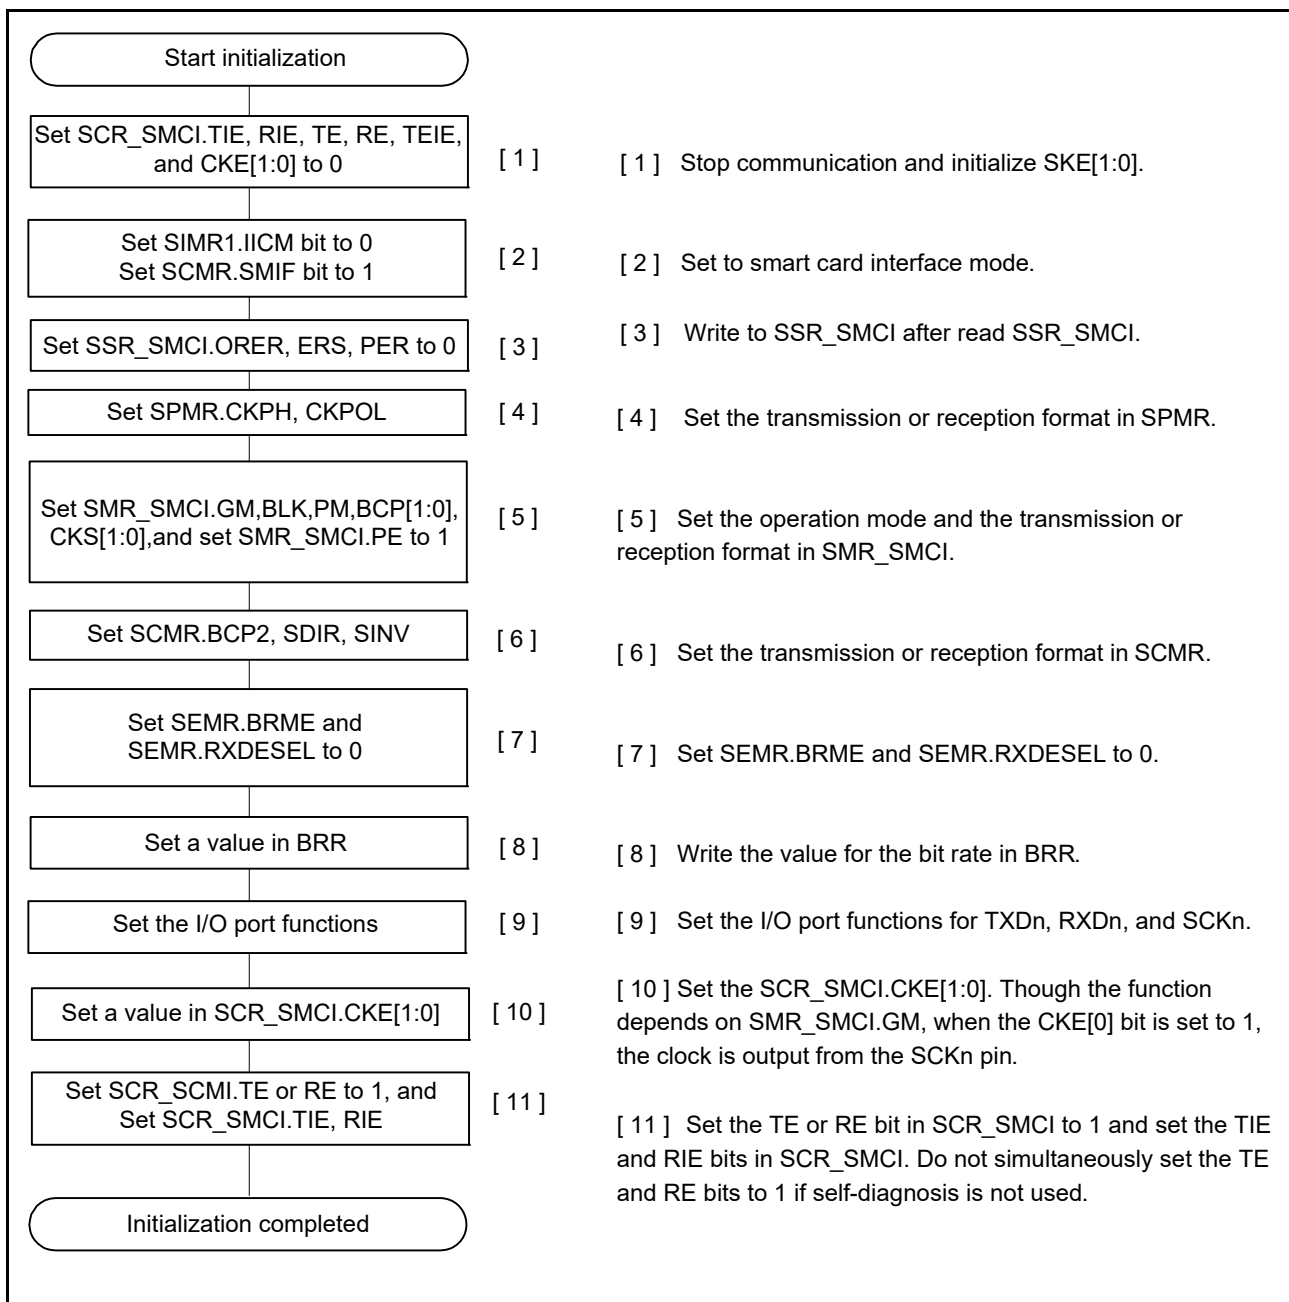 Start initialization
Set SCR_SMCI.TIE, RIE, TE, RE, TEIE,
and CKE[1:0] to 0
[ 1 ]
[ 1 ] Stop communication and initialize SKE[1:0].
Set SIMR1.IICM bit to 0
Set SCMR.SMIF bit to 1
[ 2 ]
[ 2 ] Set to smart card interface mode.
Set SSR_SMCI.ORER, ERS, PER to 0
[ 3 ]
[ 3 ] Write to SSR_SMCI after read SSR_SMCI.
Set SPMR.CKPH, CKPOL
[ 4 ]
[ 4 ] Set the transmission or reception format in SPMR.
Set SMR_SMCI.GM,BLK,PM,BCP[1:0],
CKS[1:0],and set SMR_SMCI.PE to 1
[ 5 ]
[ 5 ] Set the operation mode and the transmission or
reception format in SMR_SMCI.
Set SCMR.BCP2, SDIR, SINV
[ 6 ]
[ 6 ] Set the transmission or reception format in SCMR.
Set SEMR.BRME and
SEMR.RXDESEL to 0
[ 7 ]
[ 7 ] Set SEMR.BRME and SEMR.RXDESEL to 0.
Set a value in BRR
[ 8 ]
[ 8 ] Write the value for the bit rate in BRR.
Set the I/O port functions
[ 9 ]
[ 9 ] Set the I/O port functions for TXDn, RXDn, and SCKn.
Set a value in SCR_SMCI.CKE[1:0]
[ 10 ]
[ 10 ] Set the SCR_SMCI.CKE[1:0]. Though the function
depends on SMR_SMCI.GM, when the CKE[0] bit is set to 1,
the clock is output from the SCKn pin.
Set SCR_SCMI.TE or RE to 1, and
Set SCR_SMCI.TIE, RIE
[ 11 ]
[ 11 ] Set the TE or RE bit in SCR_SMCI to 1 and set the TIE
and RIE bits in SCR_SMCI. Do not simultaneously set the TE
and RE bits to 1 if self-diagnosis is not used.
Initialization completed